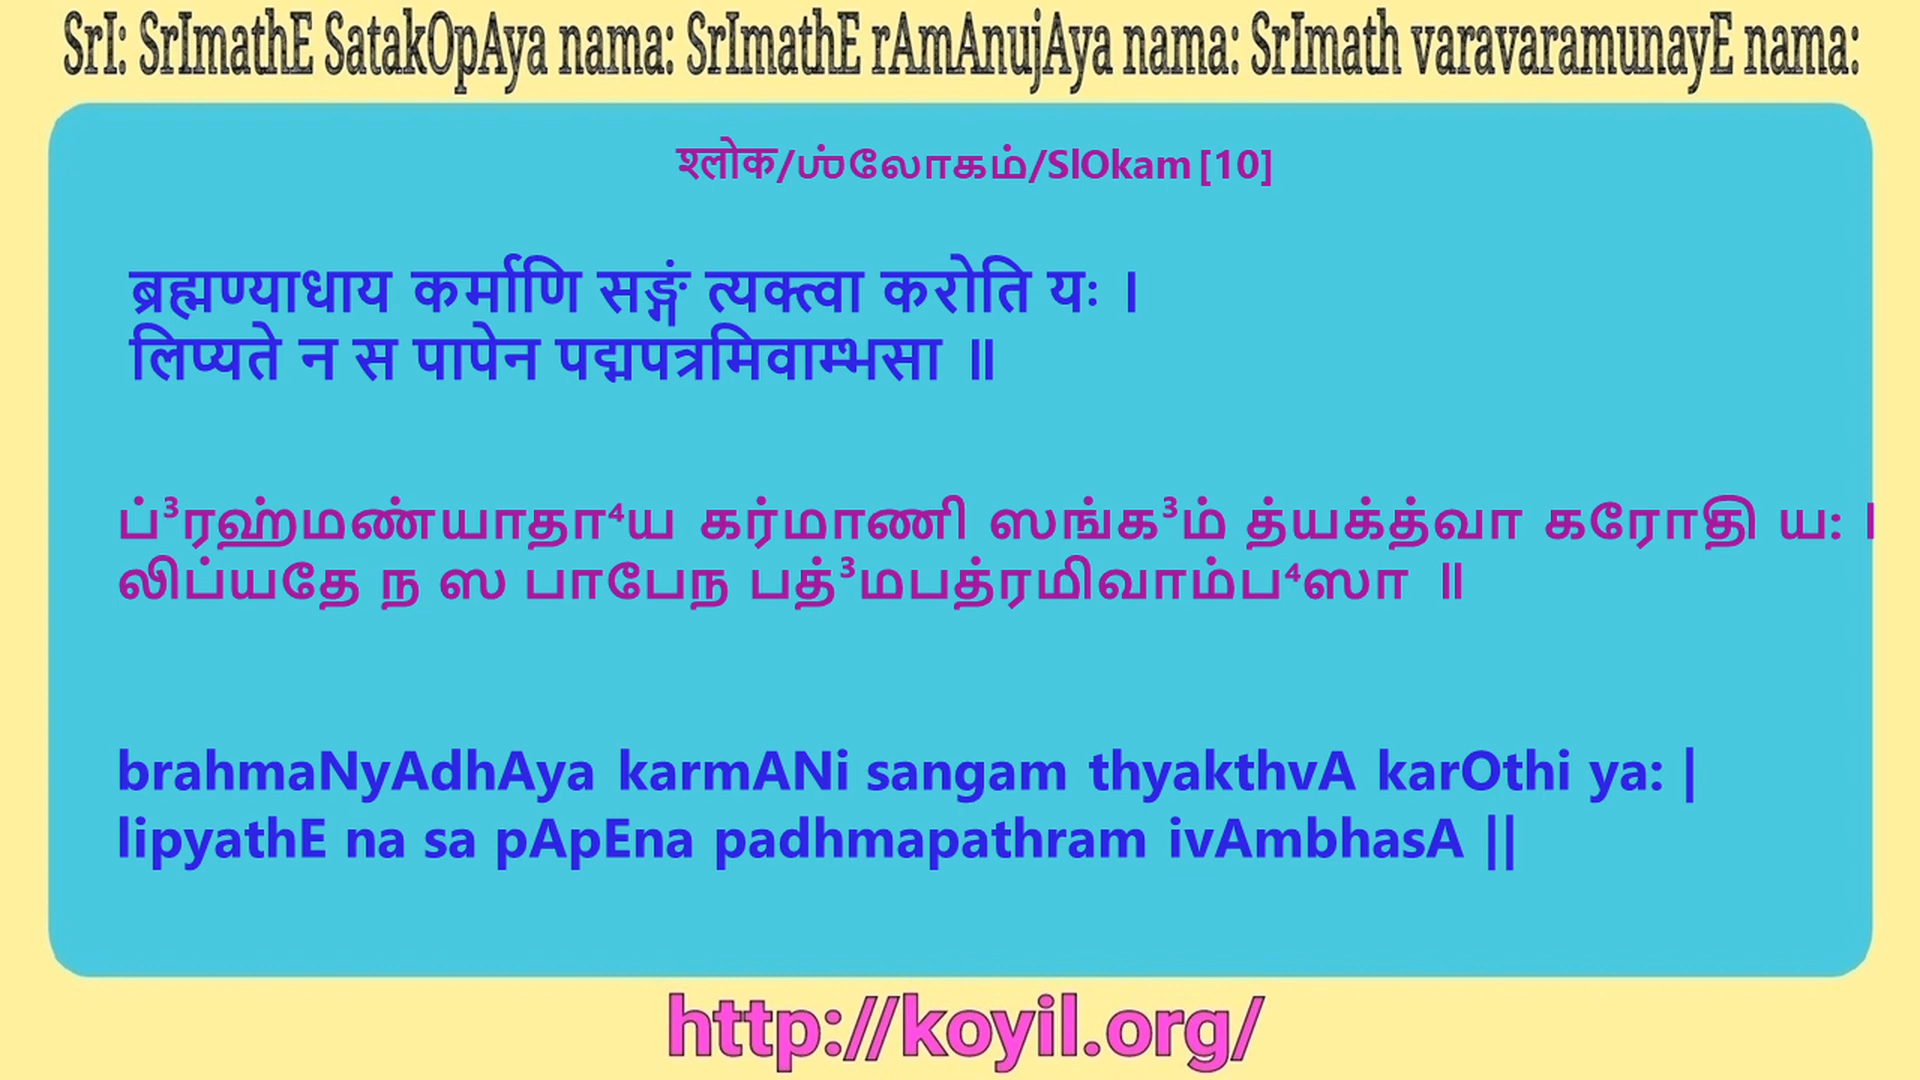 SrI: SrImathE SatakOpAya nama: SrImathE rAmAnujAya nama: SrImath varavaramunayE nama:
श्लोक/ஶ்லோகம்/SlOkam [10]
ब्रह्मण्याधाय कर्माणि सङ्गं त्यक्त्वा करोति यः ।
लिप्यते न स पापेन पद्मपत्रमिवाम्भसा ॥
ப்³ரஹ்மண்யாதா⁴ய கர்மாணி ஸங்க³ம் த்யக்த்வா கரோதி ய: ।
லிப்யதே ந ஸ பாபேந பத்³மபத்ரமிவாம்ப⁴ஸா ॥
brahmaNyAdhAya karmANi sangam thyakthvA karOthi ya: |
lipyathE na sa pApEna padhmapathram ivAmbhasA ||
http://koyil.org/